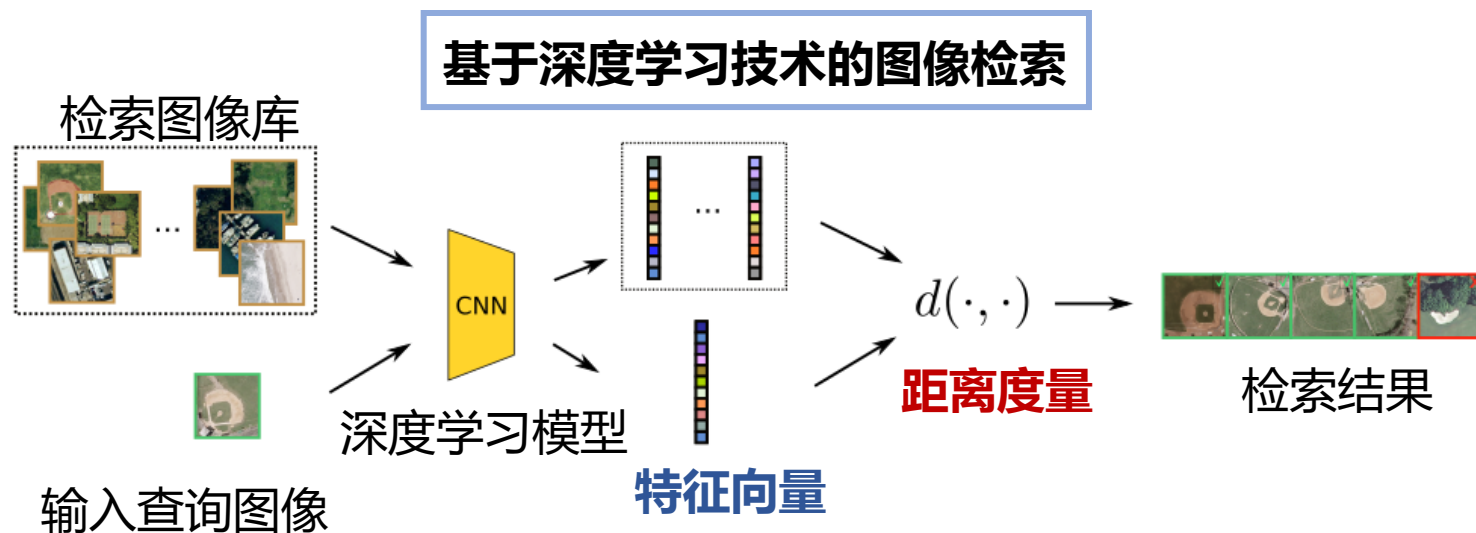 基于深度学习技术的图像检索
检索图像库
...
...
CNN
d(·,·)
距离度量
检索结果
深度学习模型
特征向量
输入查询图像